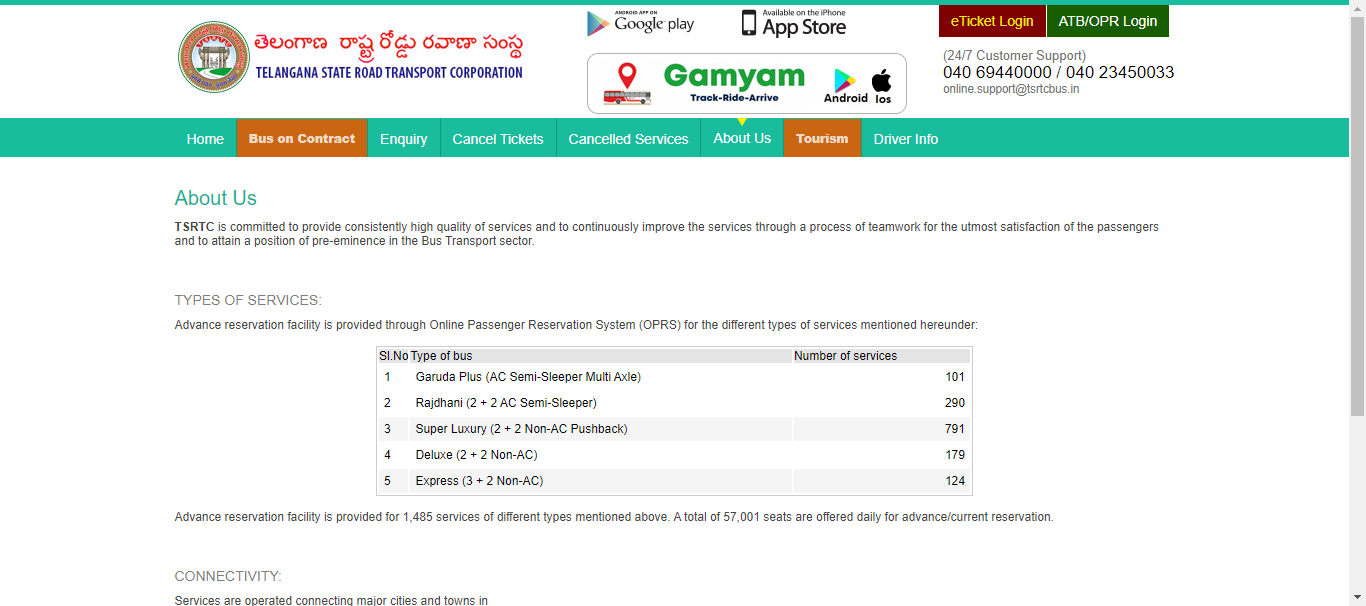 తెలంగాణ రాష్ట్ర రోడ్డు రవాణా సంస్థ
TELANGANA STATE ROAD TRANSPORT CORPORATION
ANDROID APP ON
Google play
Available on the iPhone
App Store
Gamyam
Track-Ride-Arrive
Android Ios
eTicket Login ATB/OPR Login
(24/7 Customer Support)
040 69440000 / 040 23450033
online.support@tsrtcbus.in
Home Bus on Contract Enquiry Cancel Tickets Cancelled Services About Us Tourism Driver Info
About Us
TSRTC is committed to provide consistently high quality of services and to continuously improve the services through a process of teamwork for the utmost satisfaction of the passengers
and to attain a position of pre-eminence in the Bus Transport sector.
TYPES OF SERVICES:
Advance reservation facility is provided through Online Passenger Reservation System (OPRS) for the different types of services mentioned hereunder:
Sl.No Type of bus Number of services
1 Garuda Plus (AC Semi-Sleeper Multi Axle) 101
2 Rajdhani (2 + 2 AC Semi-Sleeper) 290
3 Super Luxury (2 + 2 Non-AC Pushback) 791
4 Deluxe (2 + 2 Non-AC) 179
5 Express (3 + 2 Non-AC) 124
Advance reservation facility is provided for 1,485 services of different types mentioned above. A total of 57,001 seats are offered daily for advance/current reservation.
CONNECTIVITY:
Services are operated connecting major cities and towns in